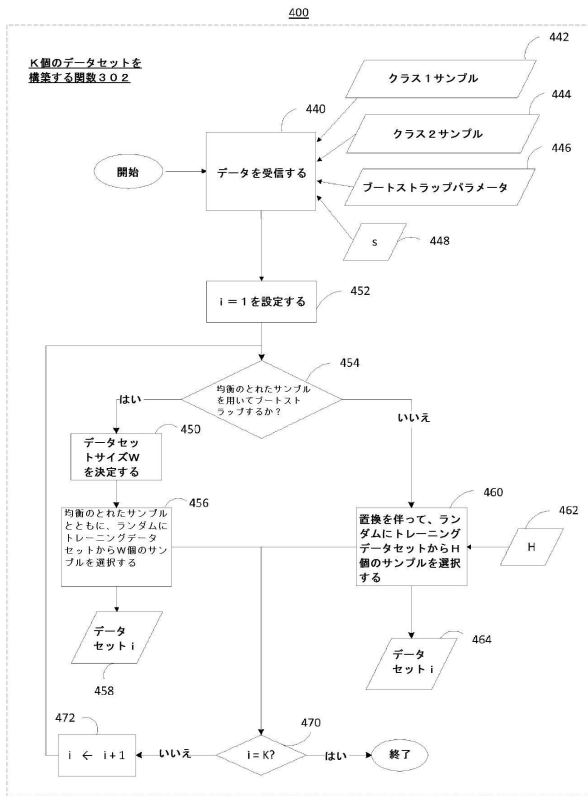 400
K個のデータセットを
構築する関数302
442
クラス1サンプル
444
クラス2サンプル
440
446
データを受信する
開始
ブートストラップパラメータ
s
448
452
i=1を設定する
454
均衡のとれたサンプル
を用いてブートスト
ラップするか?
はい
いいえ
450
データセッ
トサイズW
を決定する
456
均衡のとれたサンプル
とともに、ランダムに
トレーニングデータ
セットからW個のサン
プルを選択する
460
置換を伴って、ラン
ダムにトレーニング
データセットからH
個のサンプルを選択
する
462
H
データ
セットi
458
データ
セットi
464
472
i ← i+1
いいえ
470
i=K?
はい
終了